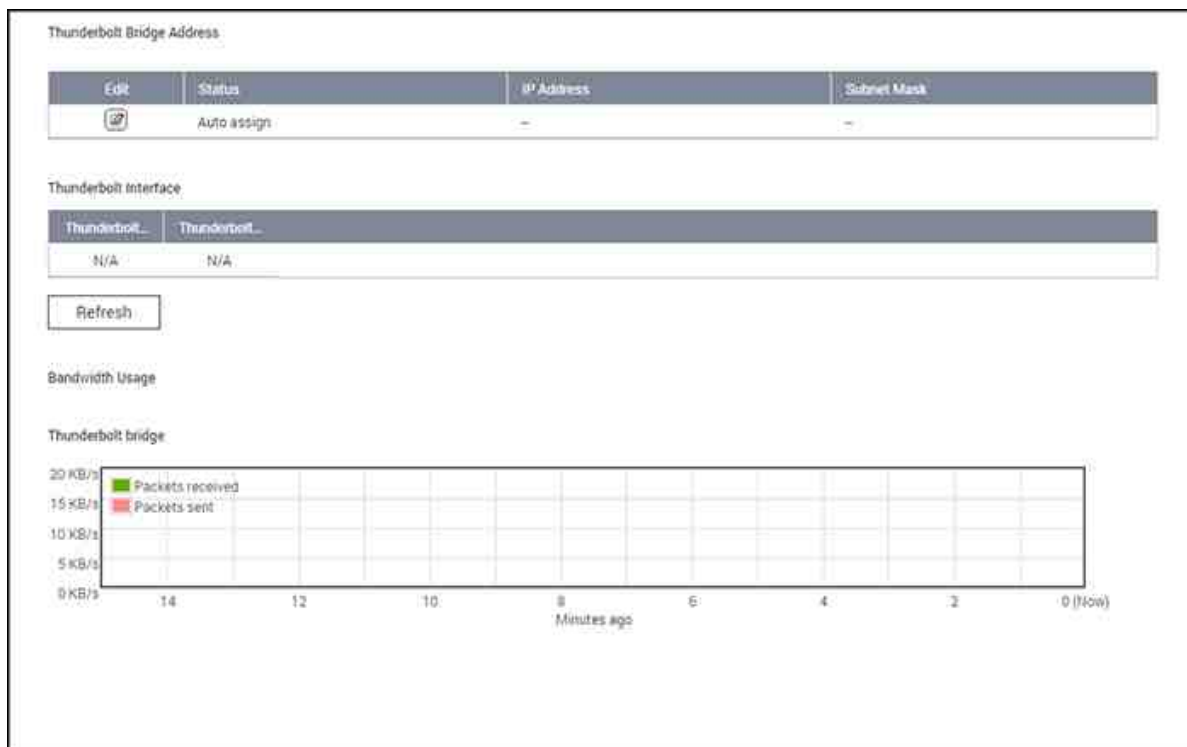 Thunderbolt Bridge Address
Edit Status IP Address Subnet Mask
Auto assign – –
Thunderbolt Interface
Thunderbolt... Thunderbolt...
N/A N/A
Refresh
Bandwidth Usage
Thunderbolt bridge
20 KB/s
Packets received
15 KB/s
Packets sent
10 KB/s
5 KB/s
0 KB/s
14 12 10 8 6 4 2 0 (Now)
Minutes ago